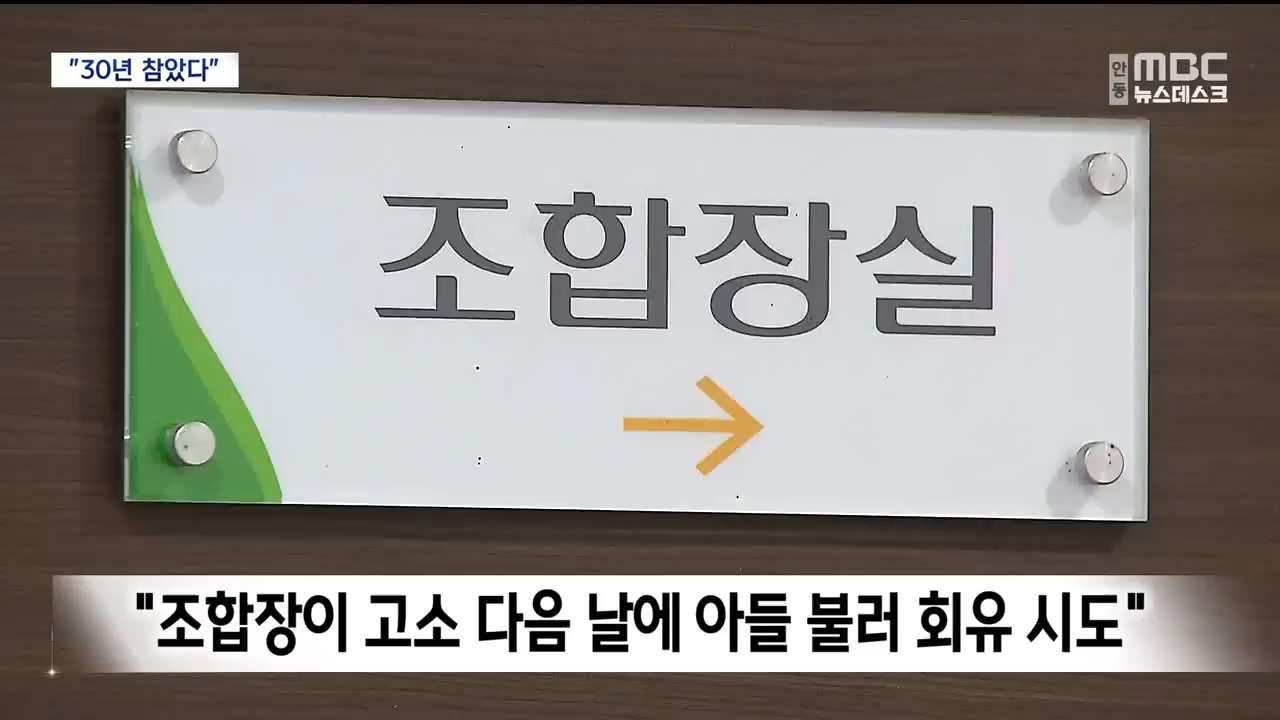 "30년 참았다"
안동 MBC
뉴스데스크
조합장실
"조합장이 고소 다음 날에 아들 불러 회유 시도"